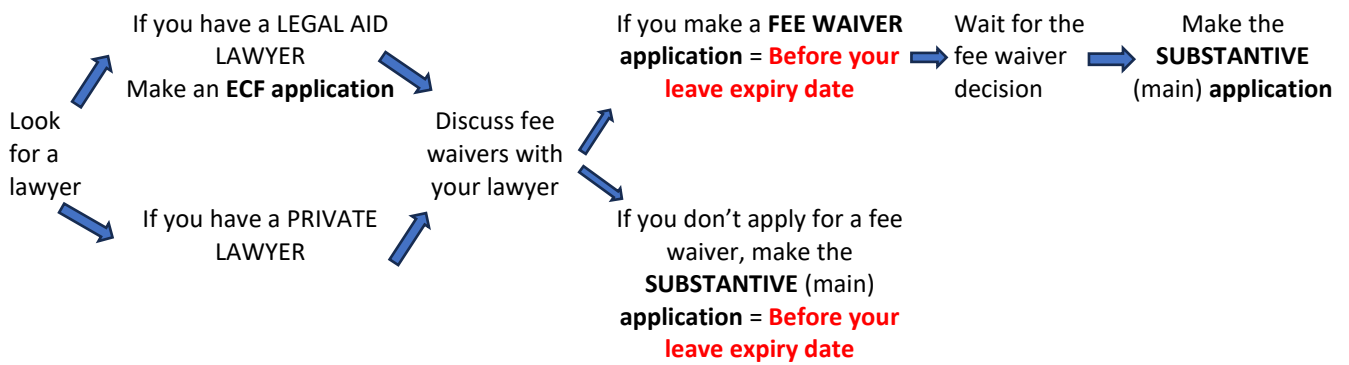 Look
for a
lawyer
If you have a LEGAL AID
LAWYER
Make an ECF application
If you have a PRIVATE
LAWYER
Discuss fee
waivers with
your lawyer
If you make a FEE WAIVER
application = Before your
leave expiry date
Wait for the
fee waiver
decision
Make the
SUBSTANTIVE
(main) application
If you don’t apply for a fee
waiver, make the
SUBSTANTIVE (main)
application = Before your
leave expiry date